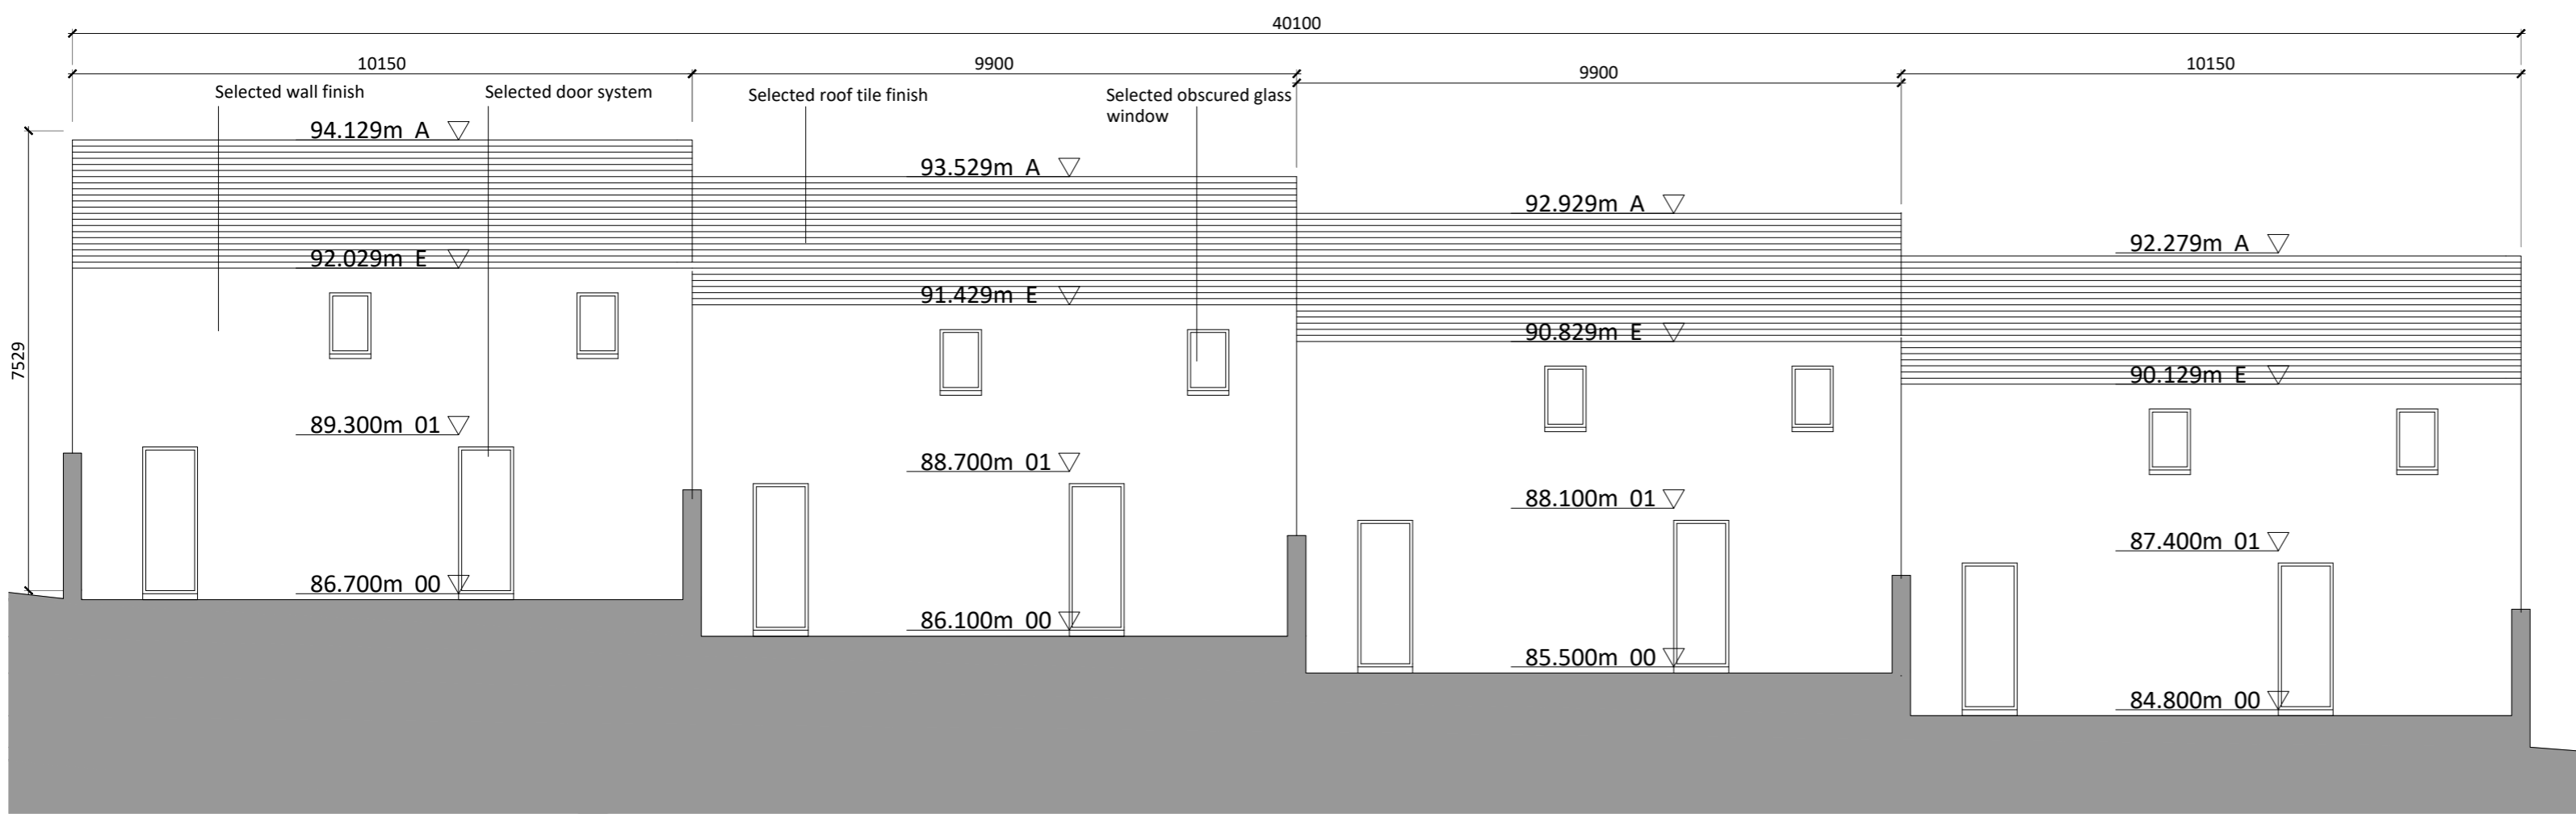 40100
10150
9900
9900
10150
Selected wall finish
Selected door system
Selected roof tile finish
Selected obscured glass
window
94.129m A
93.529m A
92.929m A
92.279m A
92.029m E
91.429m E
90.829m E
90.129m E
7529
89.300m 01
88.700m 01
88.100m 01
87.400m 01
86.700m 00
86.100m 00
85.500m 00
84.800m 00